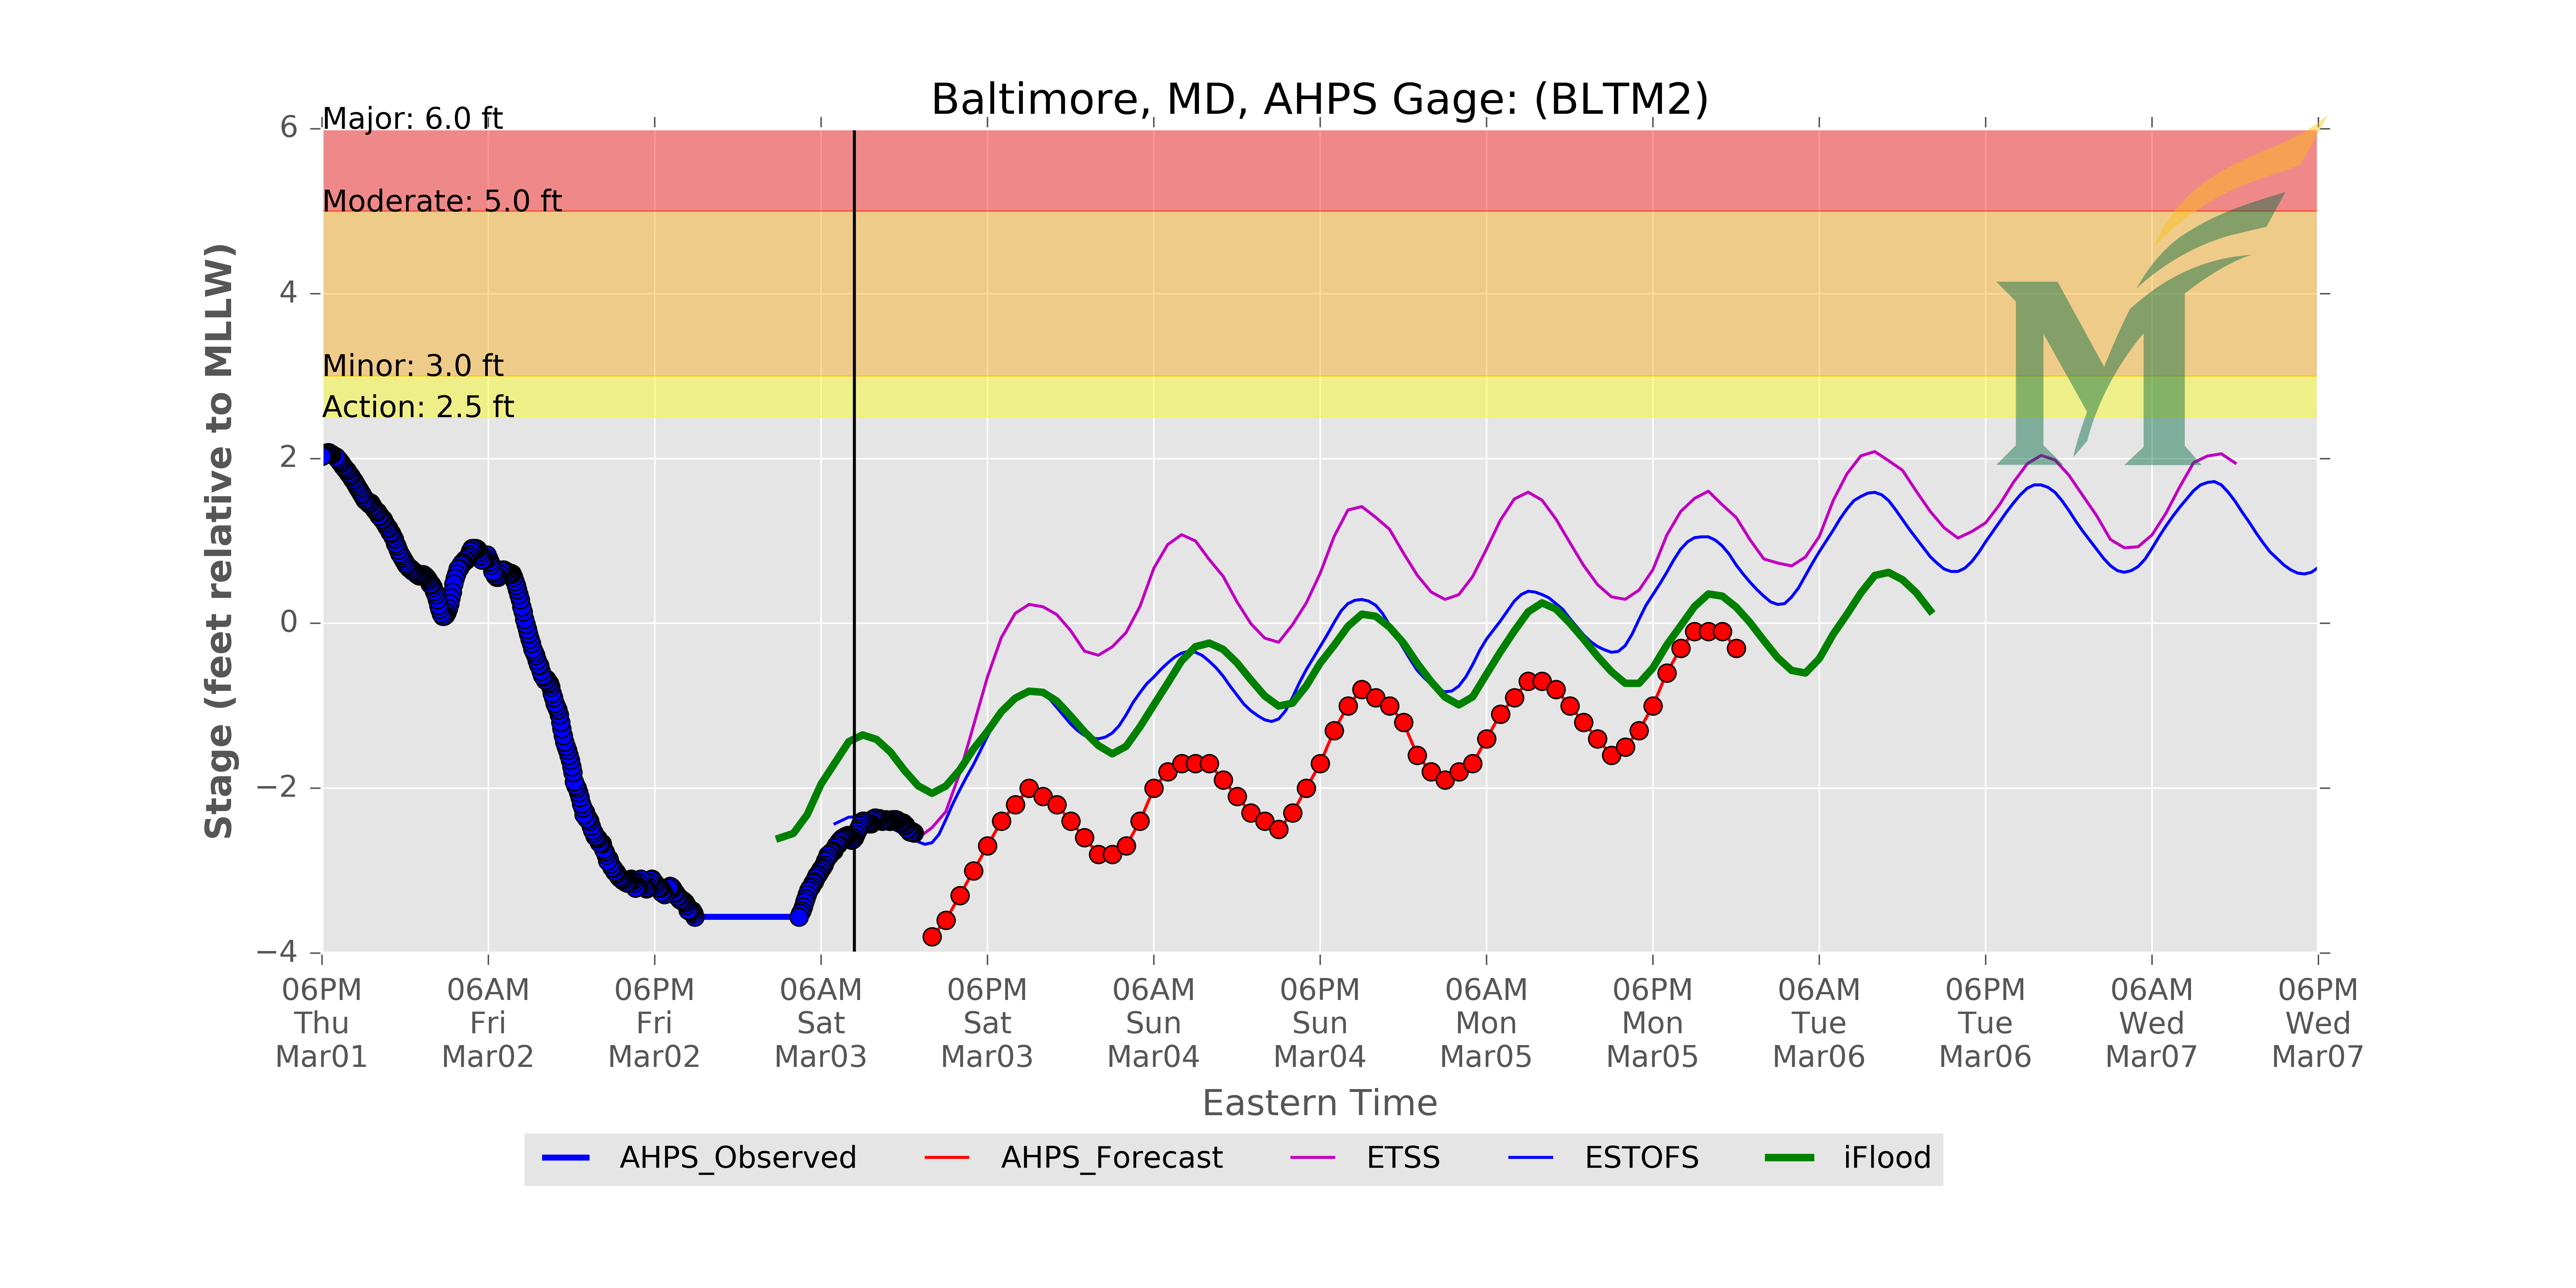 Baltimore, MD, AHPS Gage: (BLTM2)
Major: 6.0 ft
Moderate: 5.0 ft
Minor: 3.0 ft
Action: 2.5 ft
Stage (feet relative to MLLW)
6
4
2
0
−2
−4
06PM 06AM 06PM 06AM 06PM 06AM 06PM 06AM 06PM 06AM 06PM 06AM 06PM
Thu Fri Fri Sat Sat Sun Sun Mon Mon Tue Tue Wed Wed
Mar01 Mar02 Mar02 Mar03 Mar03 Mar04 Mar04 Mar05 Mar05 Mar06 Mar06 Mar07 Mar07
Eastern Time
AHPS_Observed AHPS_Forecast ETSS ESTOFS iFlood
M